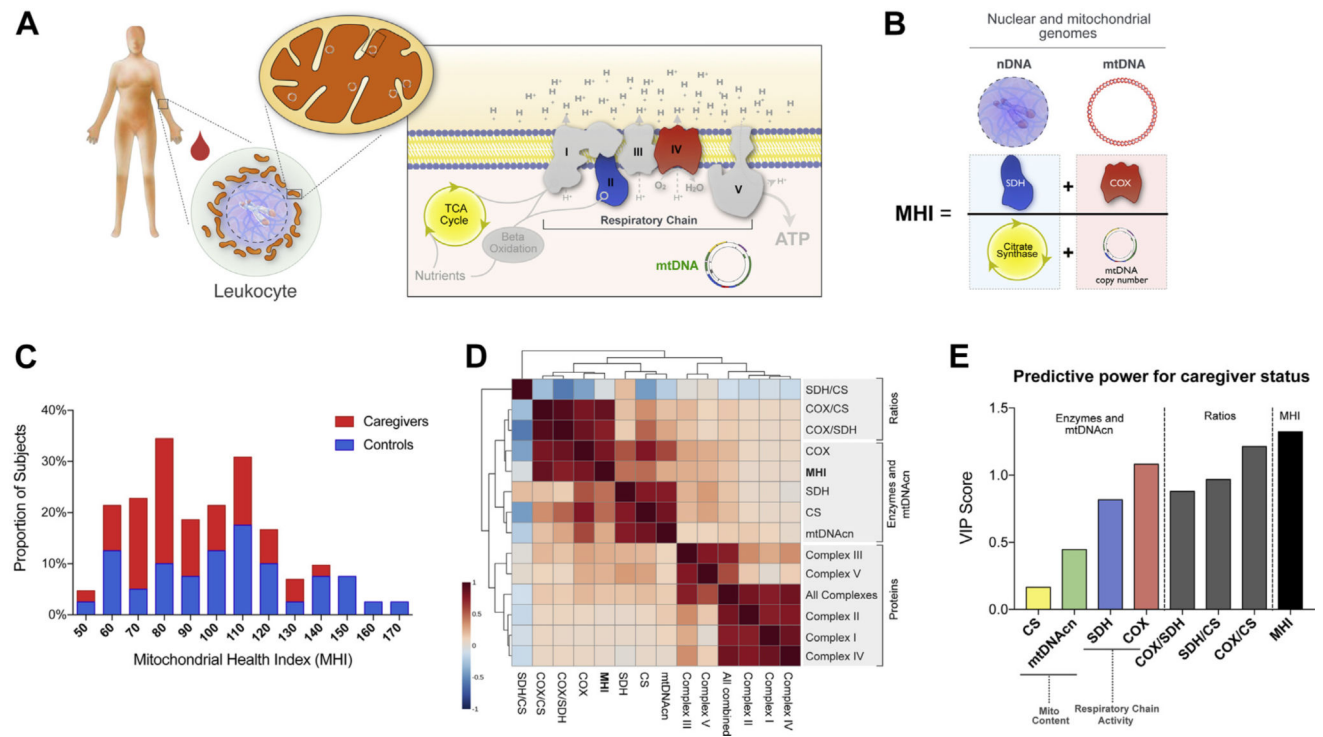 A
Leukocyte
H⁺ H⁺ H⁺ H⁺ H⁺ H⁺ H⁺
I
II
III
IV
V
O₂
H₂O
H⁺
H⁺
H⁺
H⁺
TCA
Cycle
Beta
Oxidation
Nutrients
Respiratory Chain
ATP
mtDNA
B
Nuclear and mitochondrial
genomes
nDNA
mtDNA
MHI =
SDH
+
COX
Citrate
Synthase
+
mtDNA
copy number
C
Proportion of Subjects
40%
30%
20%
10%
0%
Caregivers
Controls
50 60 70 80 90 100 110 120 130 140 150 160 170
Mitochondrial Health Index (MHI)
D
SDH/CS
COX/CS
COX/SDH
COX
MHI
SDH
CS
mtDNAcn
Complex III
Complex V
All Complexes
Complex II
Complex I
Complex IV
Ratios
Enzymes and
mtDNAcn
Proteins
1
0.5
0
-0.5
-1
SDH/CS
COX/CS
COX/SDH
COX
MHI
SDH
CS
mtDNAcn
Complex III
Complex V
All combined
Complex II
Complex I
Complex IV
E
Predictive power for caregiver status
VIP Score
1.5
1.0
0.5
0.0
Enzymes and
mtDNAcn
Ratios
MHI
CS
mtDNAcn
SDH
COX
COX/SDH
SDH/CS
COX/CS
MHI
Mito
Content
Respiratory Chain
Activity